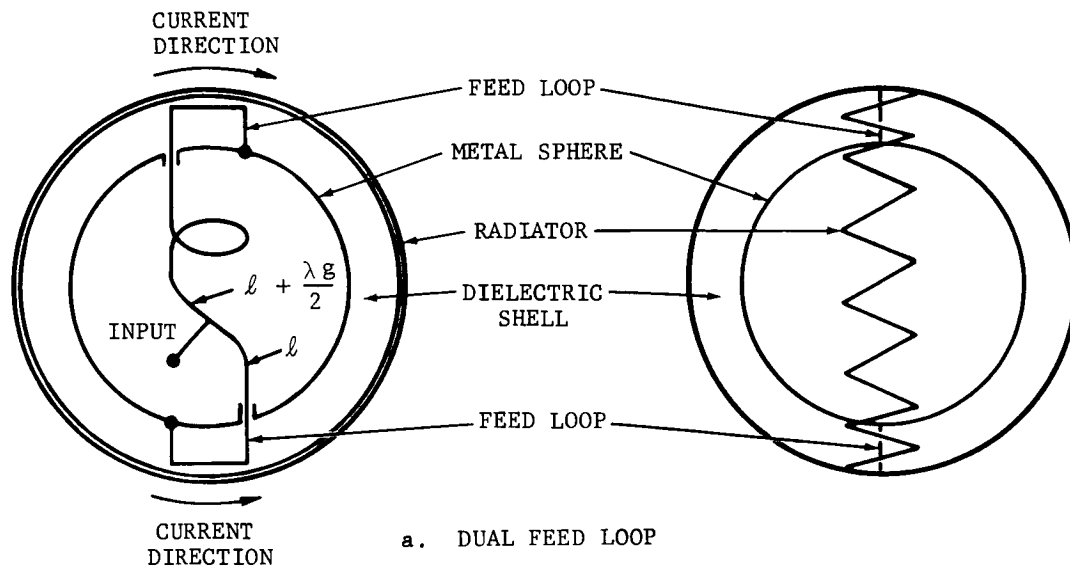 CURRENT
DIRECTION
FEED LOOP
METAL SPHERE
RADIATOR
ℓ + λg/2
DIELECTRIC
SHELL
INPUT
ℓ
FEED LOOP
CURRENT
DIRECTION
a. DUAL FEED LOOP